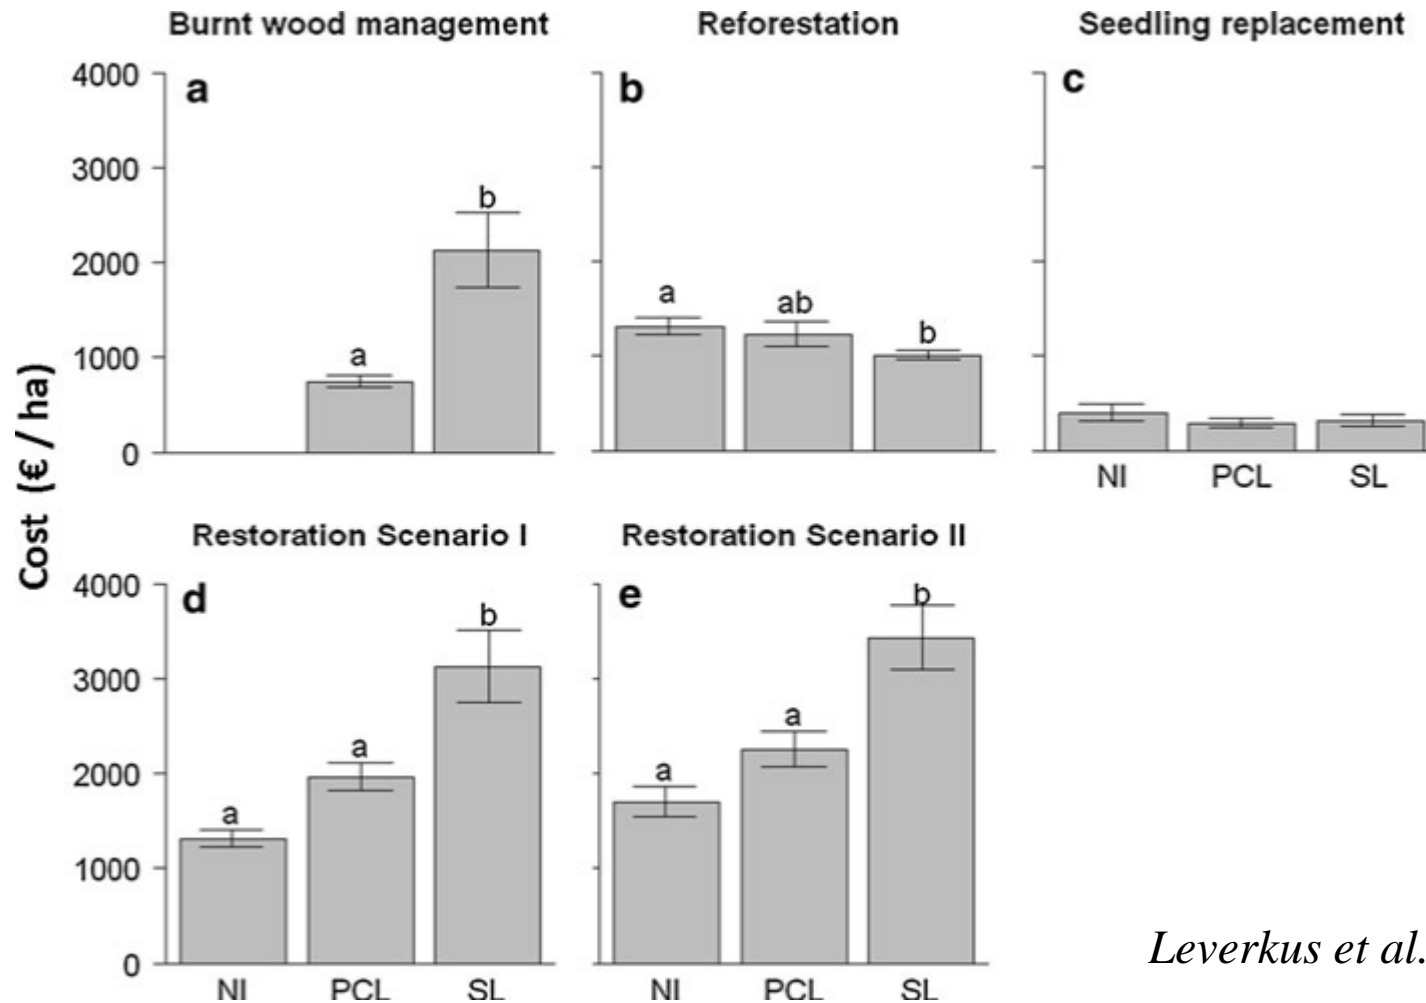 Burnt wood management
Reforestation
Seedling replacement
a
b
c
4000
3000
2000
1000
0
a
b
a
ab
b
NI
PCL
SL
Cost (€ / ha)
Restoration Scenario I
Restoration Scenario II
d
e
4000
3000
2000
1000
0
a
a
b
a
a
b
NI
PCL
SL
NI
PCL
SL
Leverkus et al.